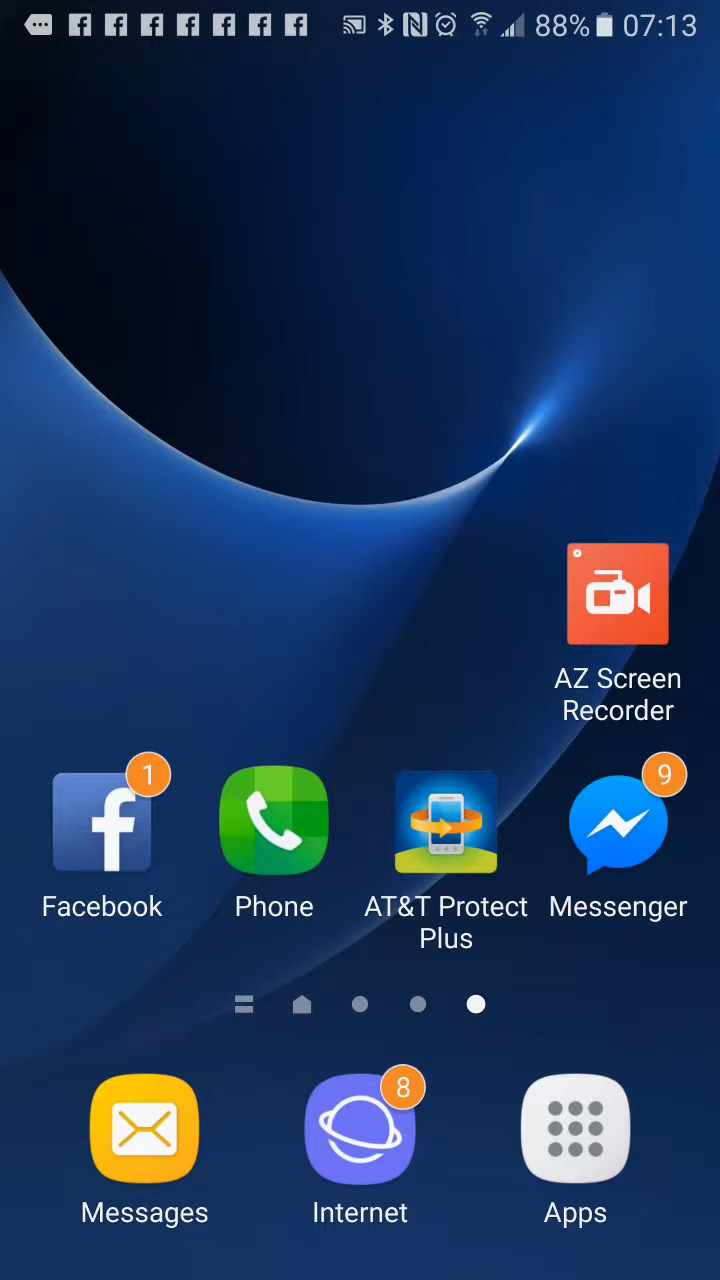 88% 07:13
AZ Screen
Recorder
1
9
Facebook
Phone
AT&T Protect
Plus
Messenger
8
Messages
Internet
Apps